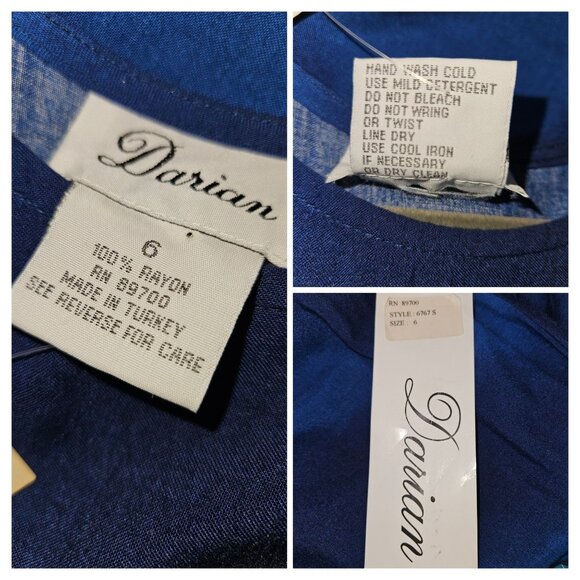 Darian
6
100% RAYON
RN 89700
MADE IN TURKEY
SEE REVERSE FOR CARE
HAND WASH COLD
USE MILD DETERGENT
DO NOT BLEACH
DO NOT WRING
OR TWIST
LINE DRY
USE COOL IRON
IF NECESSARY
OR DRY CLEAN
RN 89700
STYLE : 6767 S
SIZE : 6
Darian